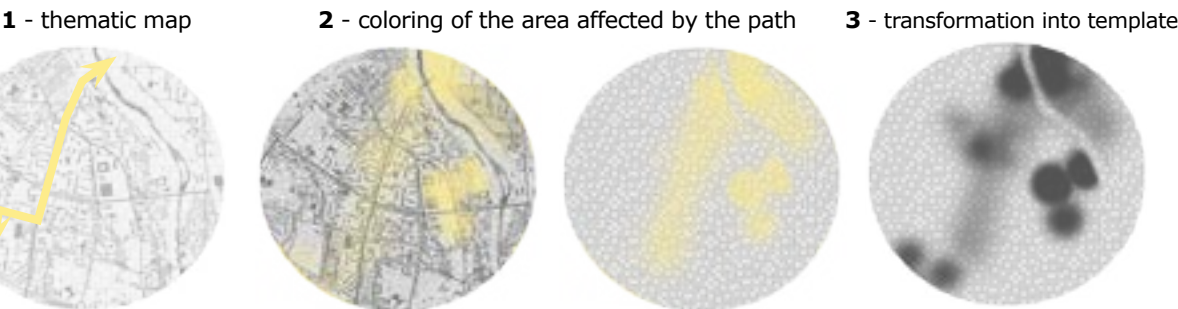 1 - thematic map
2 - coloring of the area affected by the path
3 - transformation into template